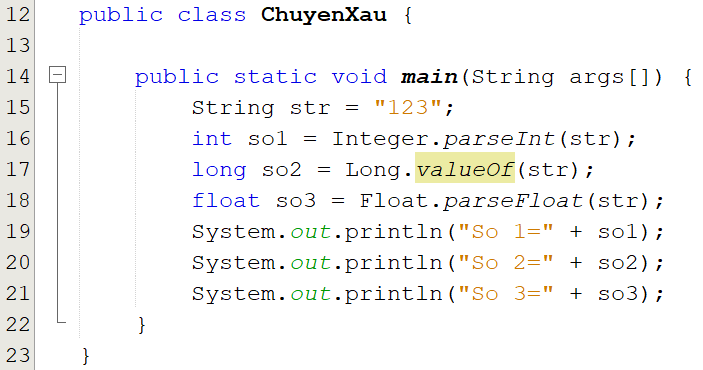 12 public class ChuyenXau {
13
14 public static void main(String args[]) {
15 String str = "123";
16 int so1 = Integer.parseInt(str);
17 long so2 = Long.valueOf(str);
18 float so3 = Float.parseFloat(str);
19 System.out.println("So 1=" + so1);
20 System.out.println("So 2=" + so2);
21 System.out.println("So 3=" + so3);
22 }
23 }